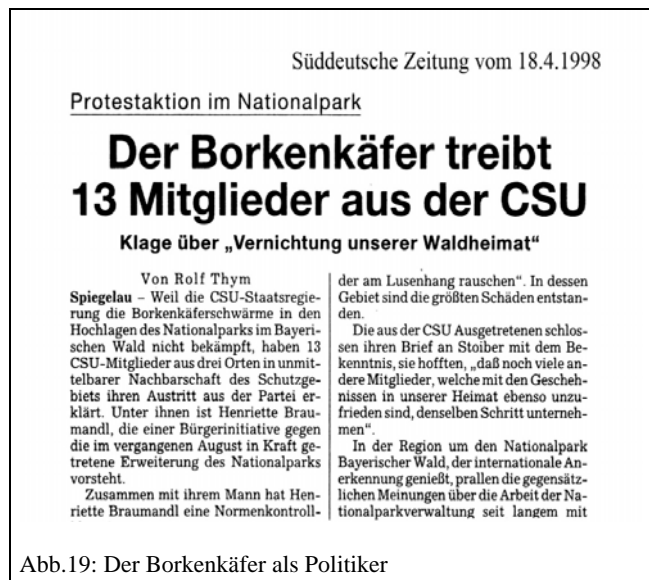 Süddeutsche Zeitung vom 18.4.1998
Protestaktion im Nationalpark
Der Borkenkäfer treibt
13 Mitglieder aus der CSU
Klage über „Vernichtung unserer Waldheimat“
Von Rolf Thym
Spiegelau – Weil die CSU-Staatsregie-
rung die Borkenkäferschwärme in den
Hochlagen des Nationalparks im Bayeri-
schen Wald nicht bekämpft, haben 13
CSU-Mitglieder aus drei Orten in unmit-
telbarer Nachbarschaft des Schutzge-
biets ihren Austritt aus der Partei er-
klärt. Unter ihnen ist Henriette Brau-
mandl, die einer Bürgerinitiative gegen
die im vergangenen August in Kraft ge-
tretene Erweiterung des Nationalparks
vorsteht.
Zusammen mit ihrem Mann hat Hen-
riette Braumandl eine Normenkontroll-
der am Lusenhang rauschen“. In dessen
Gebiet sind die größten Schäden entstan-
den.
Die aus der CSU Ausgetretenen schlos-
sen ihren Brief an Stoiber mit dem Be-
kenntnis, sie hofften, „daß noch viele an-
dere Mitglieder, welche mit den Gescheh-
nissen in unserer Heimat ebenso unzu-
frieden sind, denselben Schritt unterneh-
men“.
In der Region um den Nationalpark
Bayerischer Wald, der internationale An-
erkennung genießt, prallen die gegensätz-
lichen Meinungen über die Arbeit der Na-
tionalparkverwaltung seit langem mit
Abb.19: Der Borkenkäfer als Politiker